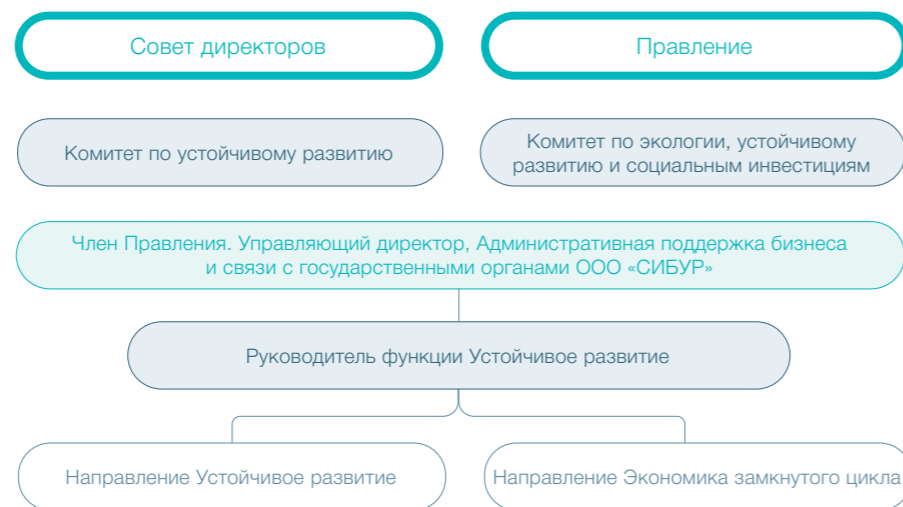 Совет директоров
Правление
Комитет по устойчивому развитию
Комитет по экологии, устойчивому
развитию и социальным инвестициям
Член Правления. Управляющий директор, Административная поддержка бизнеса
и связи с государственными органами ООО «СИБУР»
Руководитель функции Устойчивое развитие
Направление Устойчивое развитие
Направление Экономика замкнутого цикла